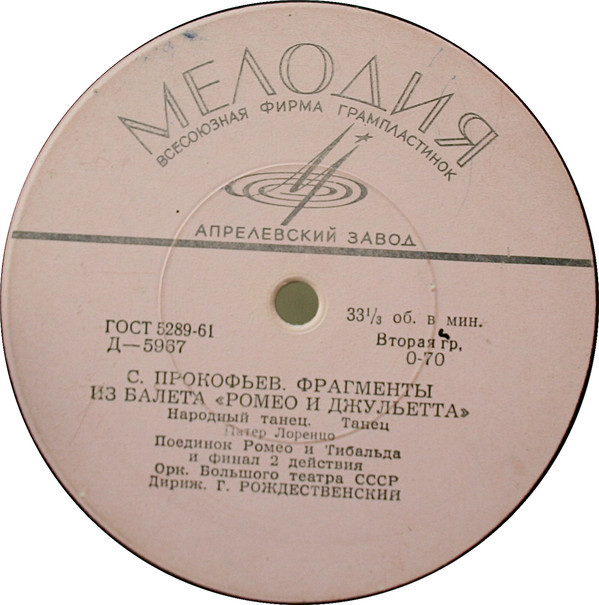 МЕЛОДИЯ
ВСЕСОЮЗНАЯ ФИРМА ГРАМПЛАСТИНОК
АПРЕЛЕВСКИЙ ЗАВОД
ГОСТ 5289-61
Д—5967
33⅓ об. в мин.
Вторая гр.
0-70
С. ПРОКОФЬЕВ. ФРАГМЕНТЫ
ИЗ БАЛЕТА «РОМЕО И ДЖУЛЬЕТТА»
Народный танец. Танец
Патер Лоренцо
Поединок Ромео и Тибальда
и финал 2 действия
Орк. Большого театра СССР
Дириж. Г. РОЖДЕСТВЕНСКИЙ